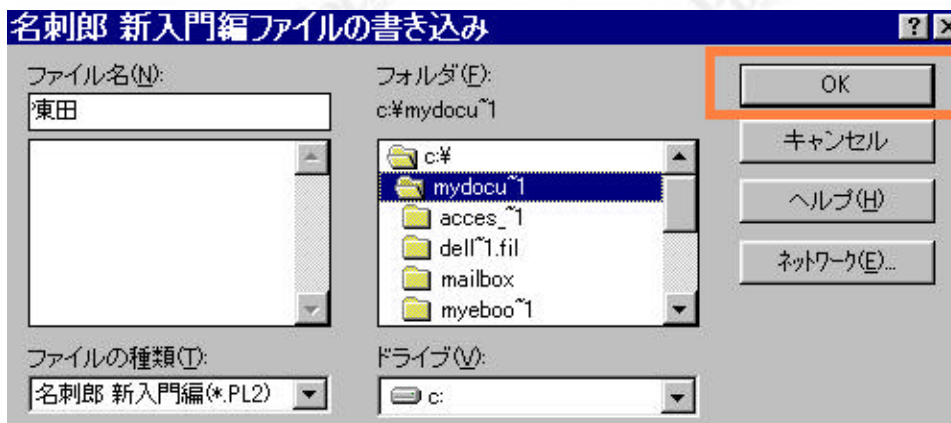 名刺郎 新入門編ファイルの書き込み
ファイル名(N):
東田
ファイルの種類(T):
名刺郎 新入門編(*.PL2)
フォルダ(F):
c:¥mydocu~1
c:¥
mydocu~1
acces_~1
dell~1.fil
mailbox
myeboo~1
ドライブ(V):
c:
OK
キャンセル
ヘルプ(H)
ネットワーク(E)...